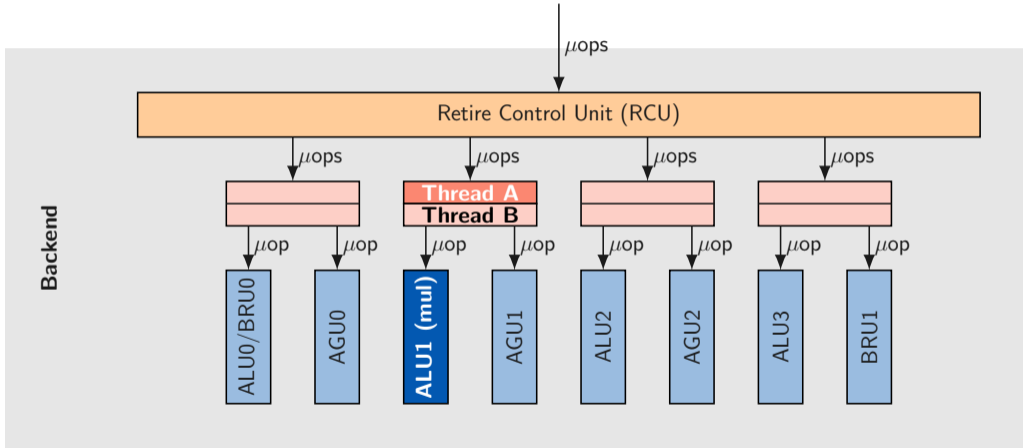 μops
Retire Control Unit (RCU)
μops
μops
μops
μops
Thread A
Thread B
μop
μop
μop
μop
μop
μop
μop
μop
Backend
ALU0/BRU0
AGU0
ALU1 (mul)
AGU1
ALU2
AGU2
ALU3
BRU1